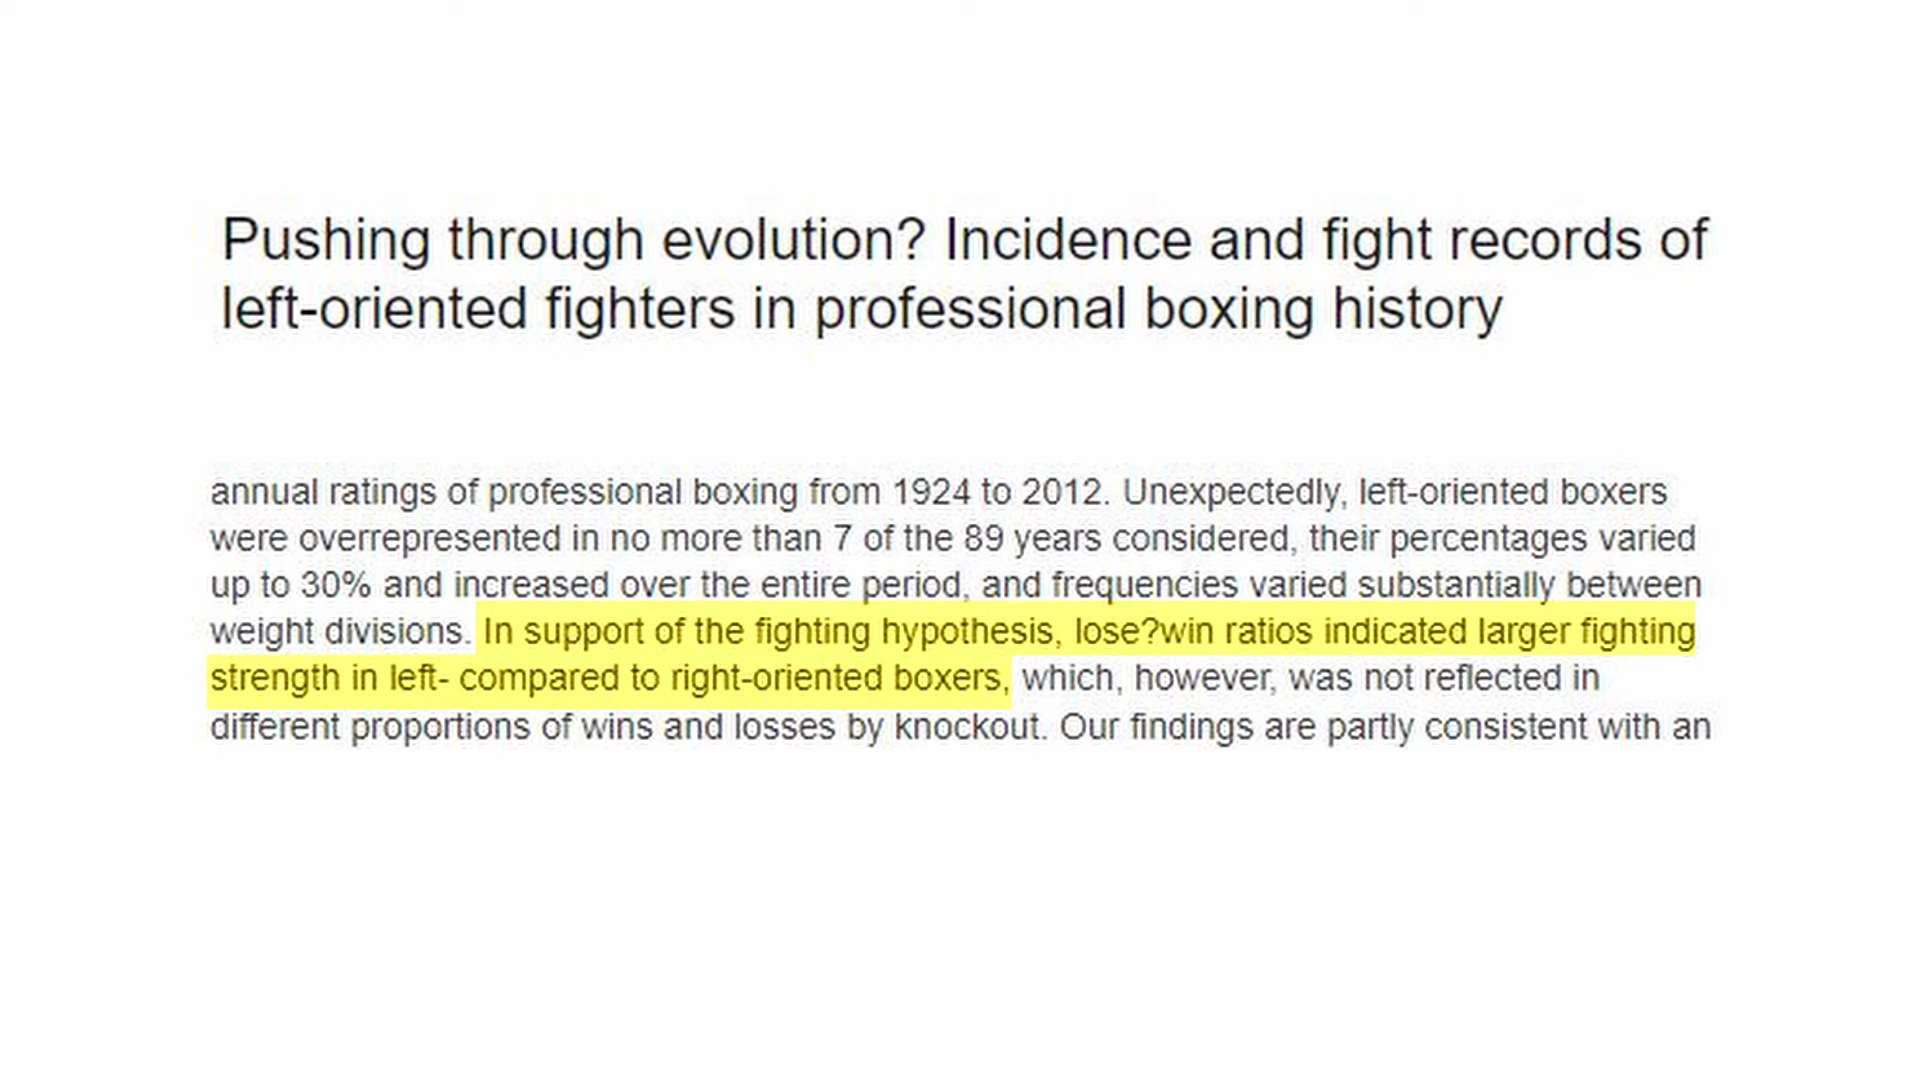 Pushing through evolution? Incidence and fight records of
left-oriented fighters in professional boxing history
annual ratings of professional boxing from 1924 to 2012. Unexpectedly, left-oriented boxers
were overrepresented in no more than 7 of the 89 years considered, their percentages varied
up to 30% and increased over the entire period, and frequencies varied substantially between
weight divisions. In support of the fighting hypothesis, lose?win ratios indicated larger fighting
strength in left- compared to right-oriented boxers, which, however, was not reflected in
different proportions of wins and losses by knockout. Our findings are partly consistent with an